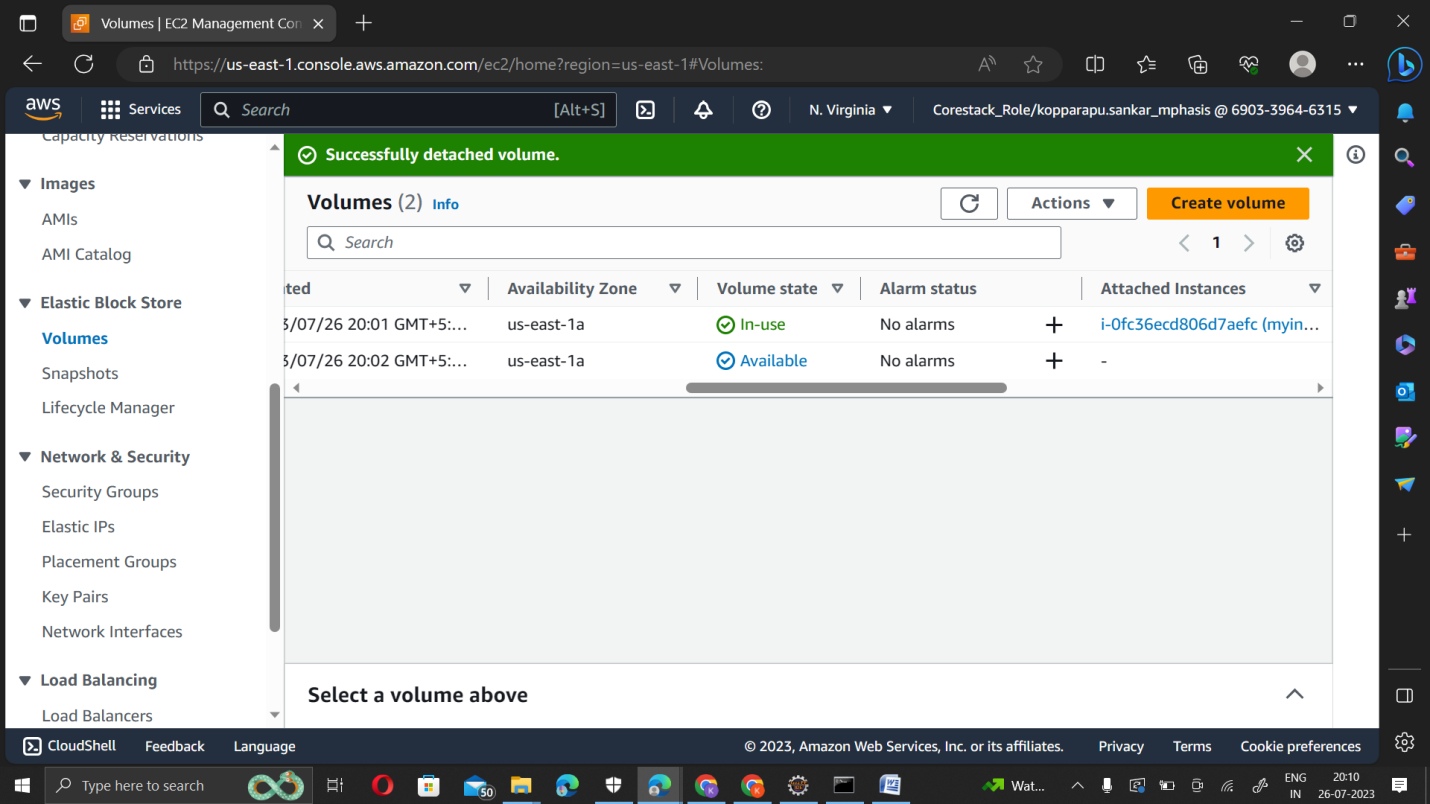 Volumes | EC2 Management Con
https://us-east-1.console.aws.amazon.com/ec2/home?region=us-east-1#Volumes:
aws
Services
Search [Alt+S]
N. Virginia
Corestack_Role/kopparapu.sankar_mphasis @ 6903-3964-6315
Capacity Reservations
Images
AMIs
AMI Catalog
Elastic Block Store
Volumes
Snapshots
Lifecycle Manager
Network & Security
Security Groups
Elastic IPs
Placement Groups
Key Pairs
Network Interfaces
Load Balancing
Load Balancers
Successfully detached volume.
Volumes (2) Info
Actions
Create volume
Search
1
ted Availability Zone Volume state Alarm status Attached Instances
3/07/26 20:01 GMT+5:... us-east-1a In-use No alarms + i-0fc36ecd806d7aefc (myin...
3/07/26 20:02 GMT+5:... us-east-1a Available No alarms + -
Select a volume above
CloudShell Feedback Language © 2023, Amazon Web Services, Inc. or its affiliates. Privacy Terms Cookie preferences
Type here to search
50
Wat...
ENG
IN
20:10
26-07-2023